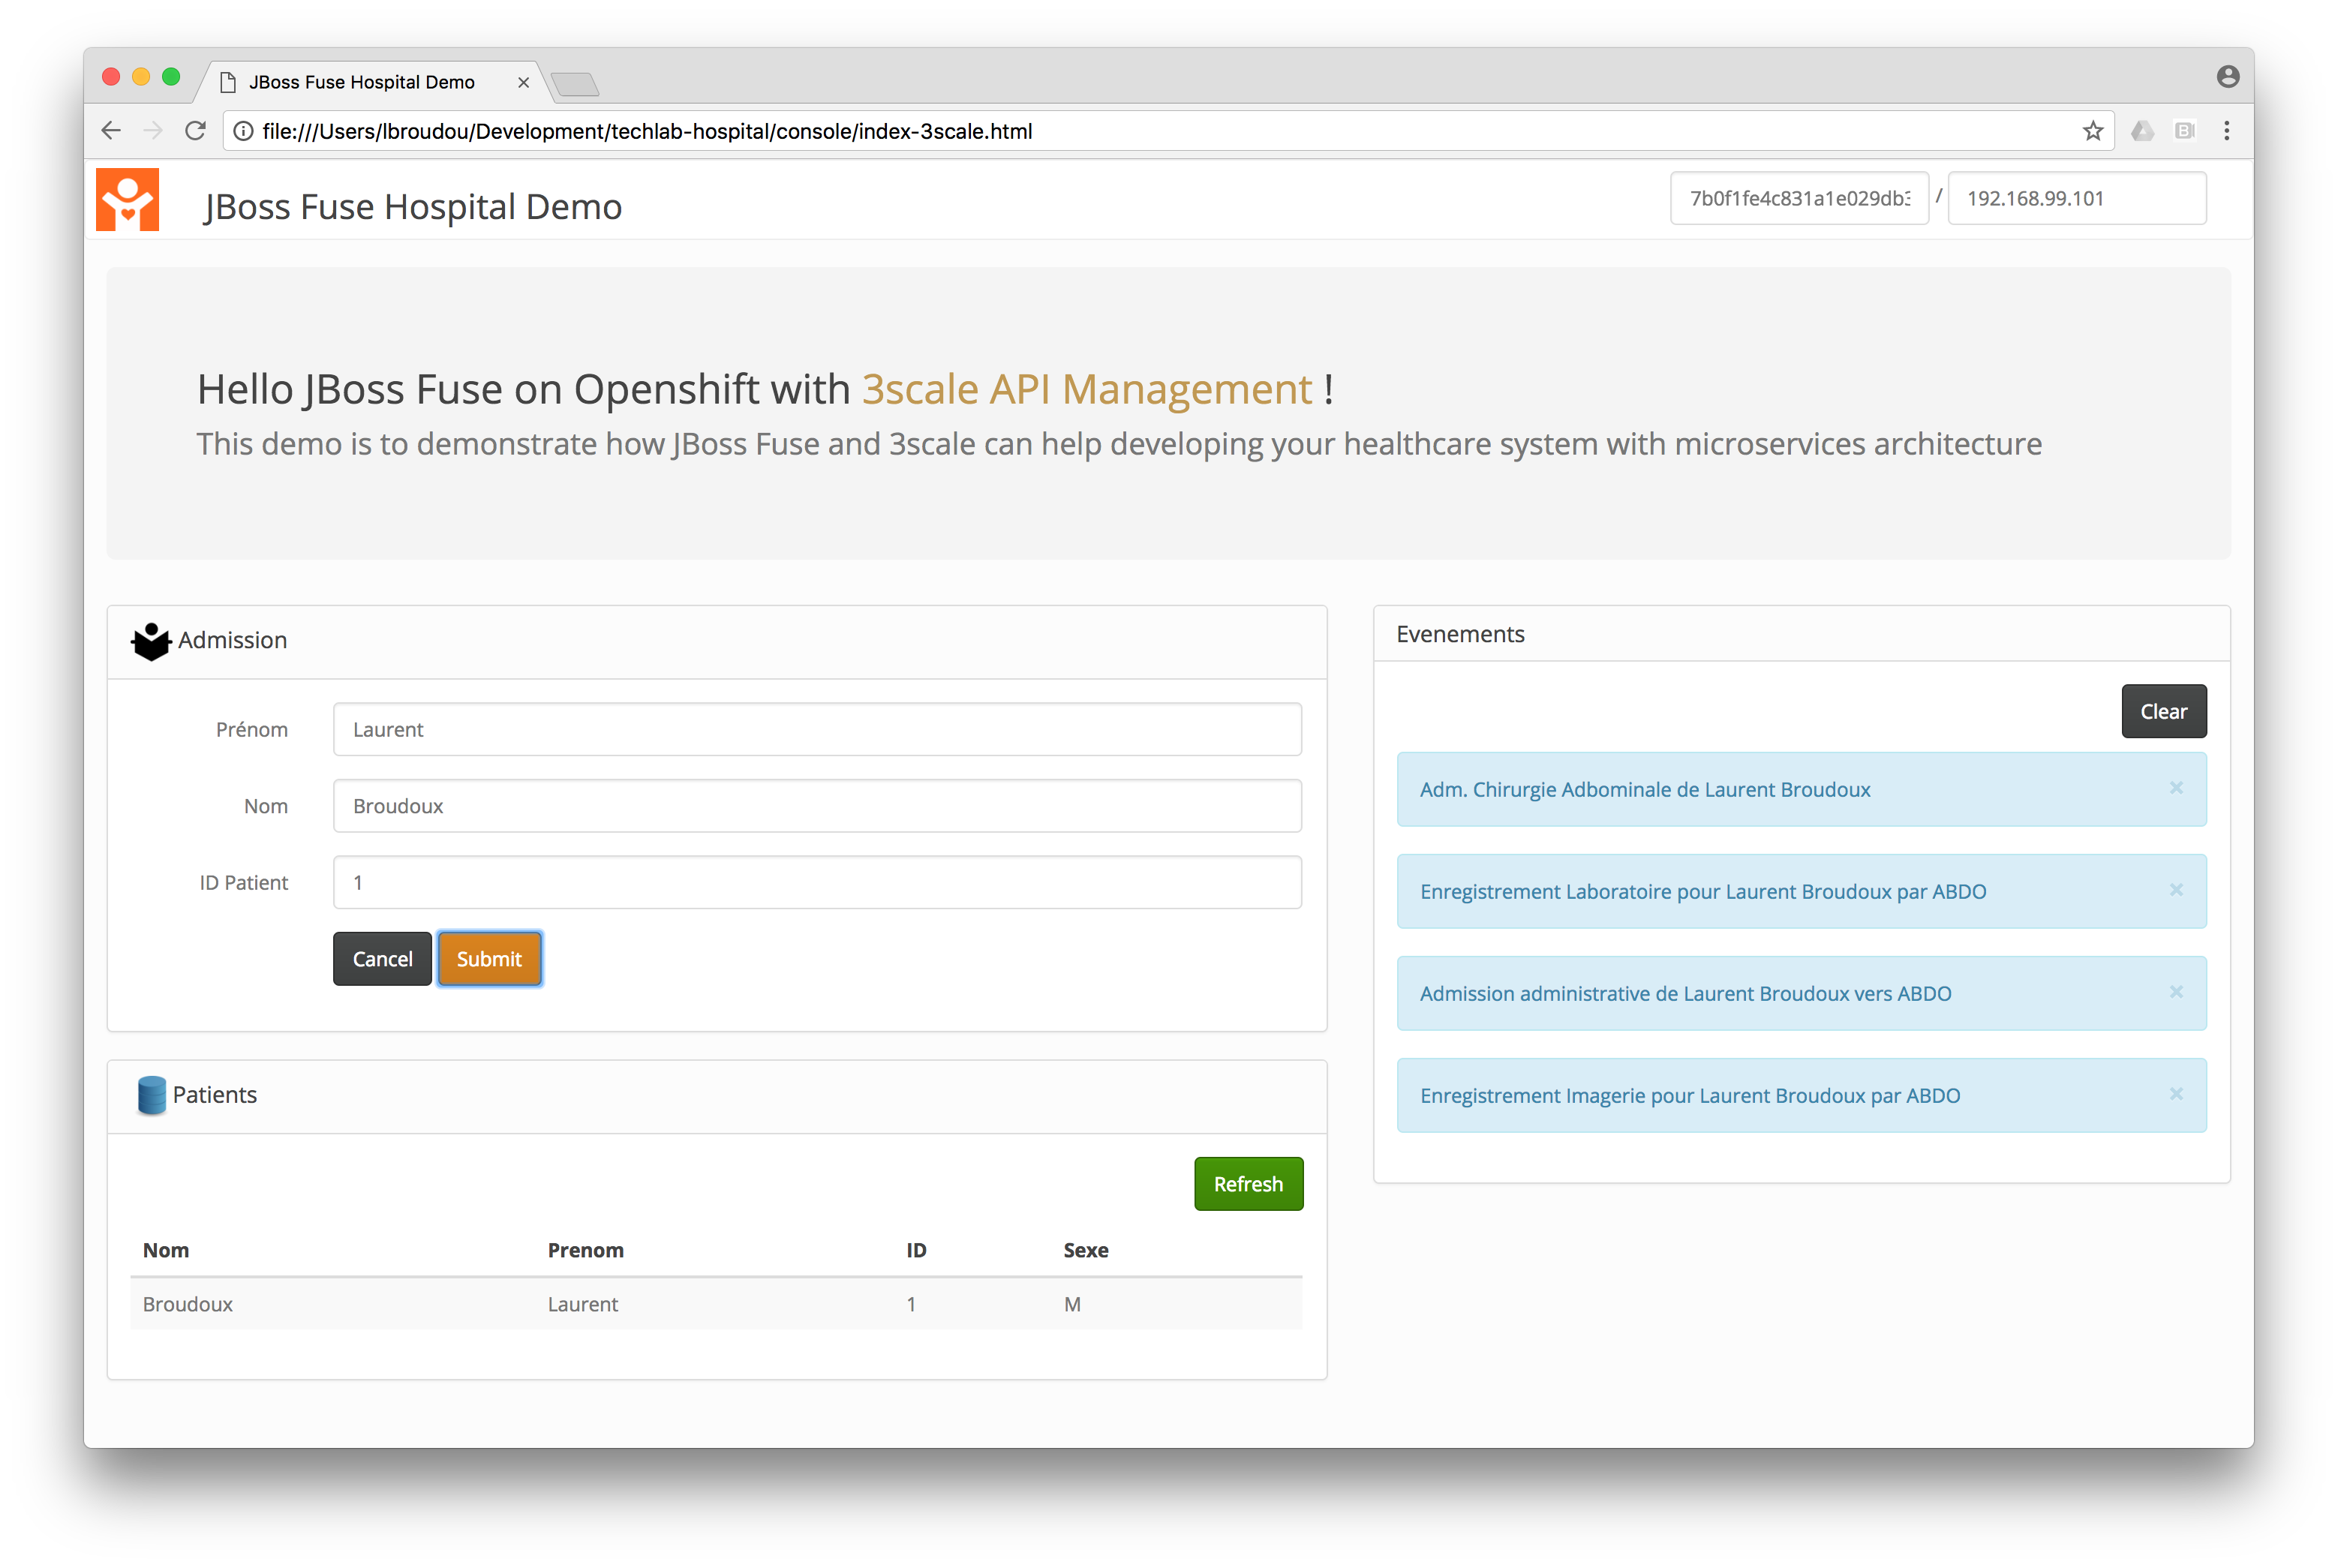 JBoss Fuse Hospital Demo
file:///Users/lbroudou/Development/techlab-hospital/console/index-3scale.html
JBoss Fuse Hospital Demo
7b0f1fe4c831a1e029db / 192.168.99.101
Hello JBoss Fuse on Openshift with 3scale API Management !
This demo is to demonstrate how JBoss Fuse and 3scale can help developing your healthcare system with microservices architecture
Admission
Prénom Laurent
Nom Broudoux
ID Patient 1
Cancel Submit
Patients
Refresh
Nom Prenom ID Sexe
Broudoux Laurent 1 M
Evenements
Clear
Adm. Chirurgie Adbominale de Laurent Broudoux ×
Enregistrement Laboratoire pour Laurent Broudoux par ABDO ×
Admission administrative de Laurent Broudoux vers ABDO ×
Enregistrement Imagerie pour Laurent Broudoux par ABDO ×